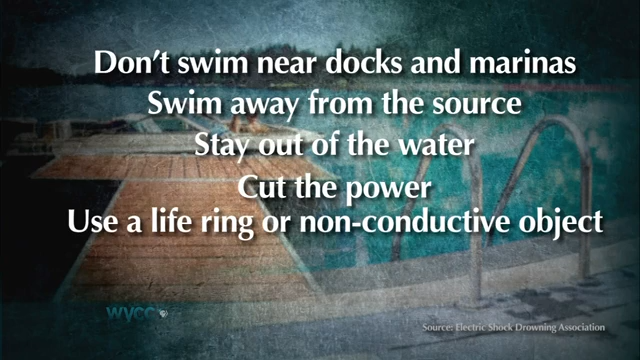 Don't swim near docks and marinas
Swim away from the source
Stay out of the water
Cut the power
Use a life ring or non-conductive object
wycc
Source: Electric Shock Drowning Association